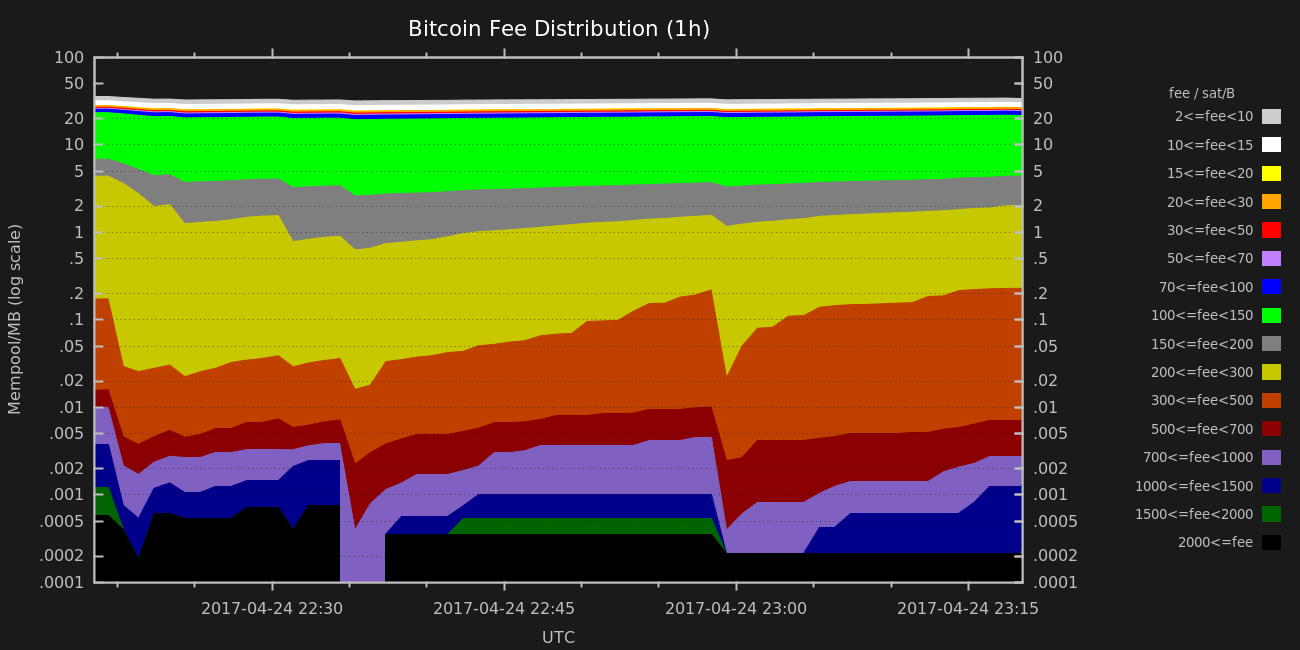 Bitcoin Fee Distribution (1h)
100 100
50 50
20 20
10 10
5 5
2 2
1 1
.5 .5
.2 .2
.1 .1
.05 .05
.02 .02
.01 .01
.005 .005
.002 .002
.001 .001
.0005 .0005
.0002 .0002
.0001 .0001
Mempool/MB (log scale)
2017-04-24 22:30 2017-04-24 22:45 2017-04-24 23:00 2017-04-24 23:15
UTC
fee / sat/B
2<=fee<10
10<=fee<15
15<=fee<20
20<=fee<30
30<=fee<50
50<=fee<70
70<=fee<100
100<=fee<150
150<=fee<200
200<=fee<300
300<=fee<500
500<=fee<700
700<=fee<1000
1000<=fee<1500
1500<=fee<2000
2000<=fee